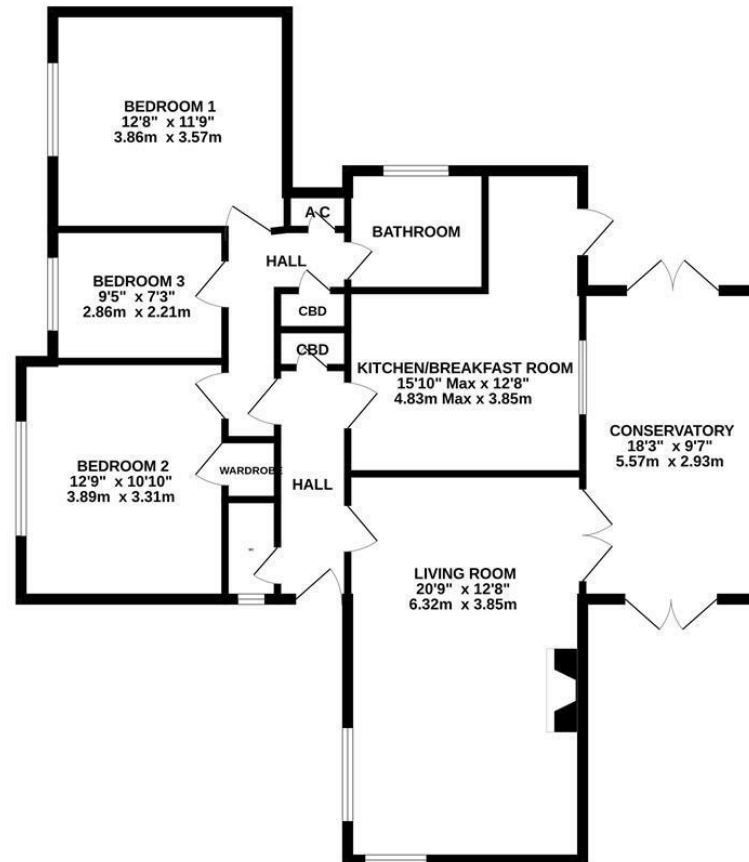 BEDROOM 1
12'8" x 11'9"
3.86m x 3.57m
A C
BATHROOM
HALL
BEDROOM 3
9'5" x 7'3"
2.86m x 2.21m
CBD
CBD
KITCHEN/BREAKFAST ROOM
15'10" Max x 12'8"
4.83m Max x 3.85m
CONSERVATORY
18'3" x 9'7"
5.57m x 2.93m
BEDROOM 2
12'9" x 10'10"
3.89m x 3.31m
WARDROBE
HALL
LIVING ROOM
20'9" x 12'8"
6.32m x 3.85m